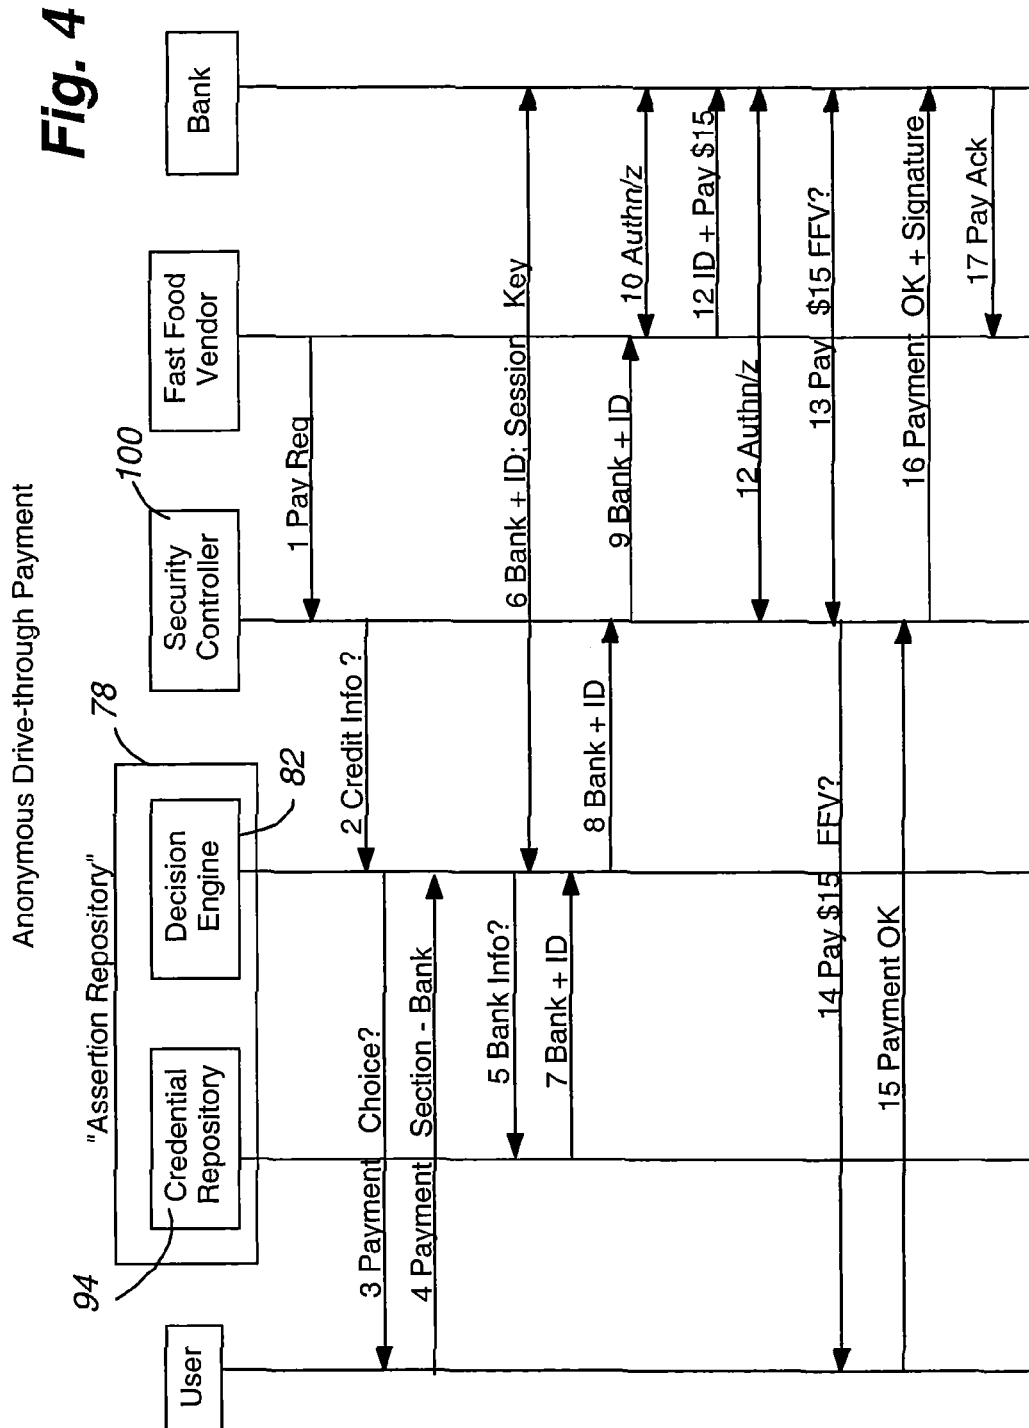 Fig. 4
Anonymous Drive-through Payment
"Assertion Repository"
78
94
82
100
User
Credential
Repository
Decision
Engine
Security
Controller
Fast Food
Vendor
Bank
1 Pay Req
2 Credit Info ?
3 Payment Choice?
4 Payment Section - Bank
5 Bank Info?
6 Bank + ID; Session Key
7 Bank + ID
8 Bank + ID
9 Bank + ID
10 Authn/z
12 ID + Pay $15
12 Authn/z
13 Pay $15 FFV?
14 Pay $15 FFV?
15 Payment OK
16 Payment OK + Signature
17 Pay Ack